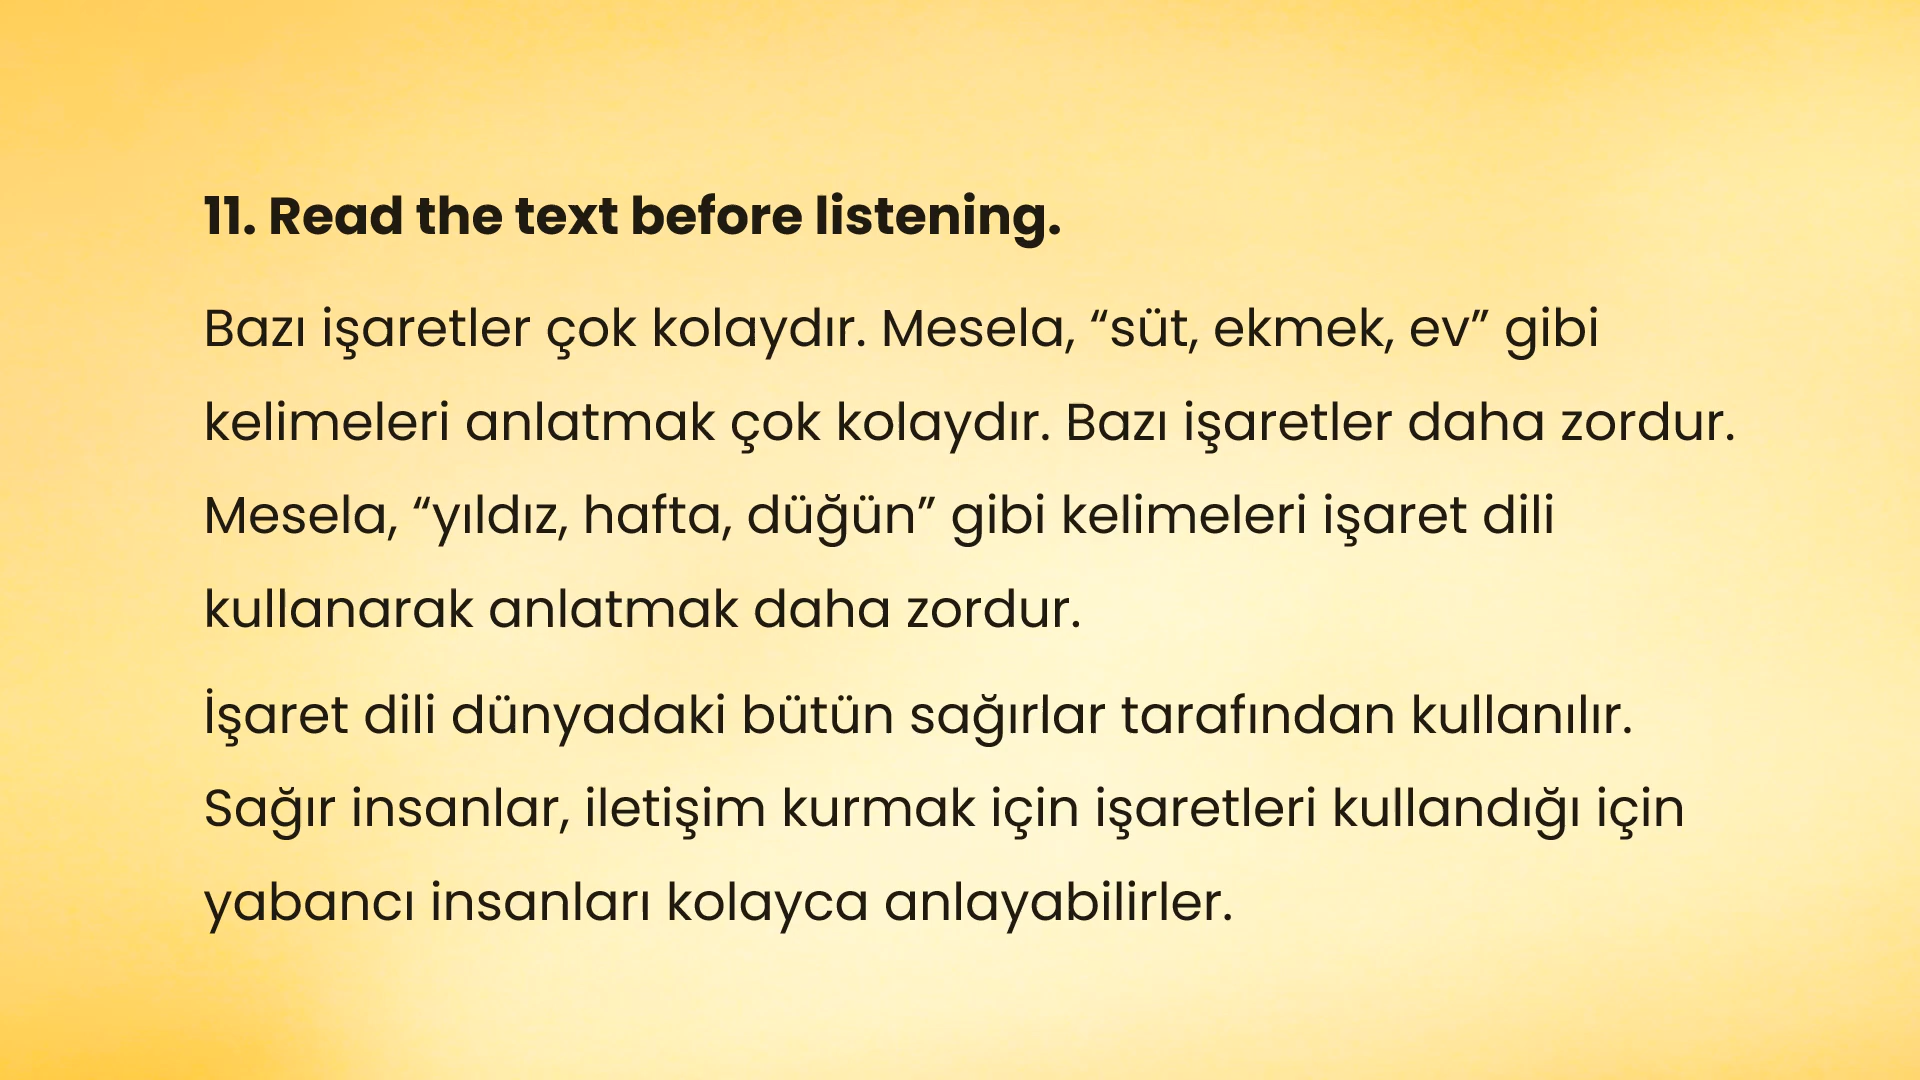 11. Read the text before listening.
Bazı işaretler çok kolaydır. Mesela, “süt, ekmek, ev” gibi
kelimeleri anlatmak çok kolaydır. Bazı işaretler daha zordur.
Mesela, “yıldız, hafta, düğün” gibi kelimeleri işaret dili
kullanarak anlatmak daha zordur.
İşaret dili dünyadaki bütün sağırlar tarafından kullanılır.
Sağır insanlar, iletişim kurmak için işaretleri kullandığı için
yabancı insanları kolayca anlayabilirler.